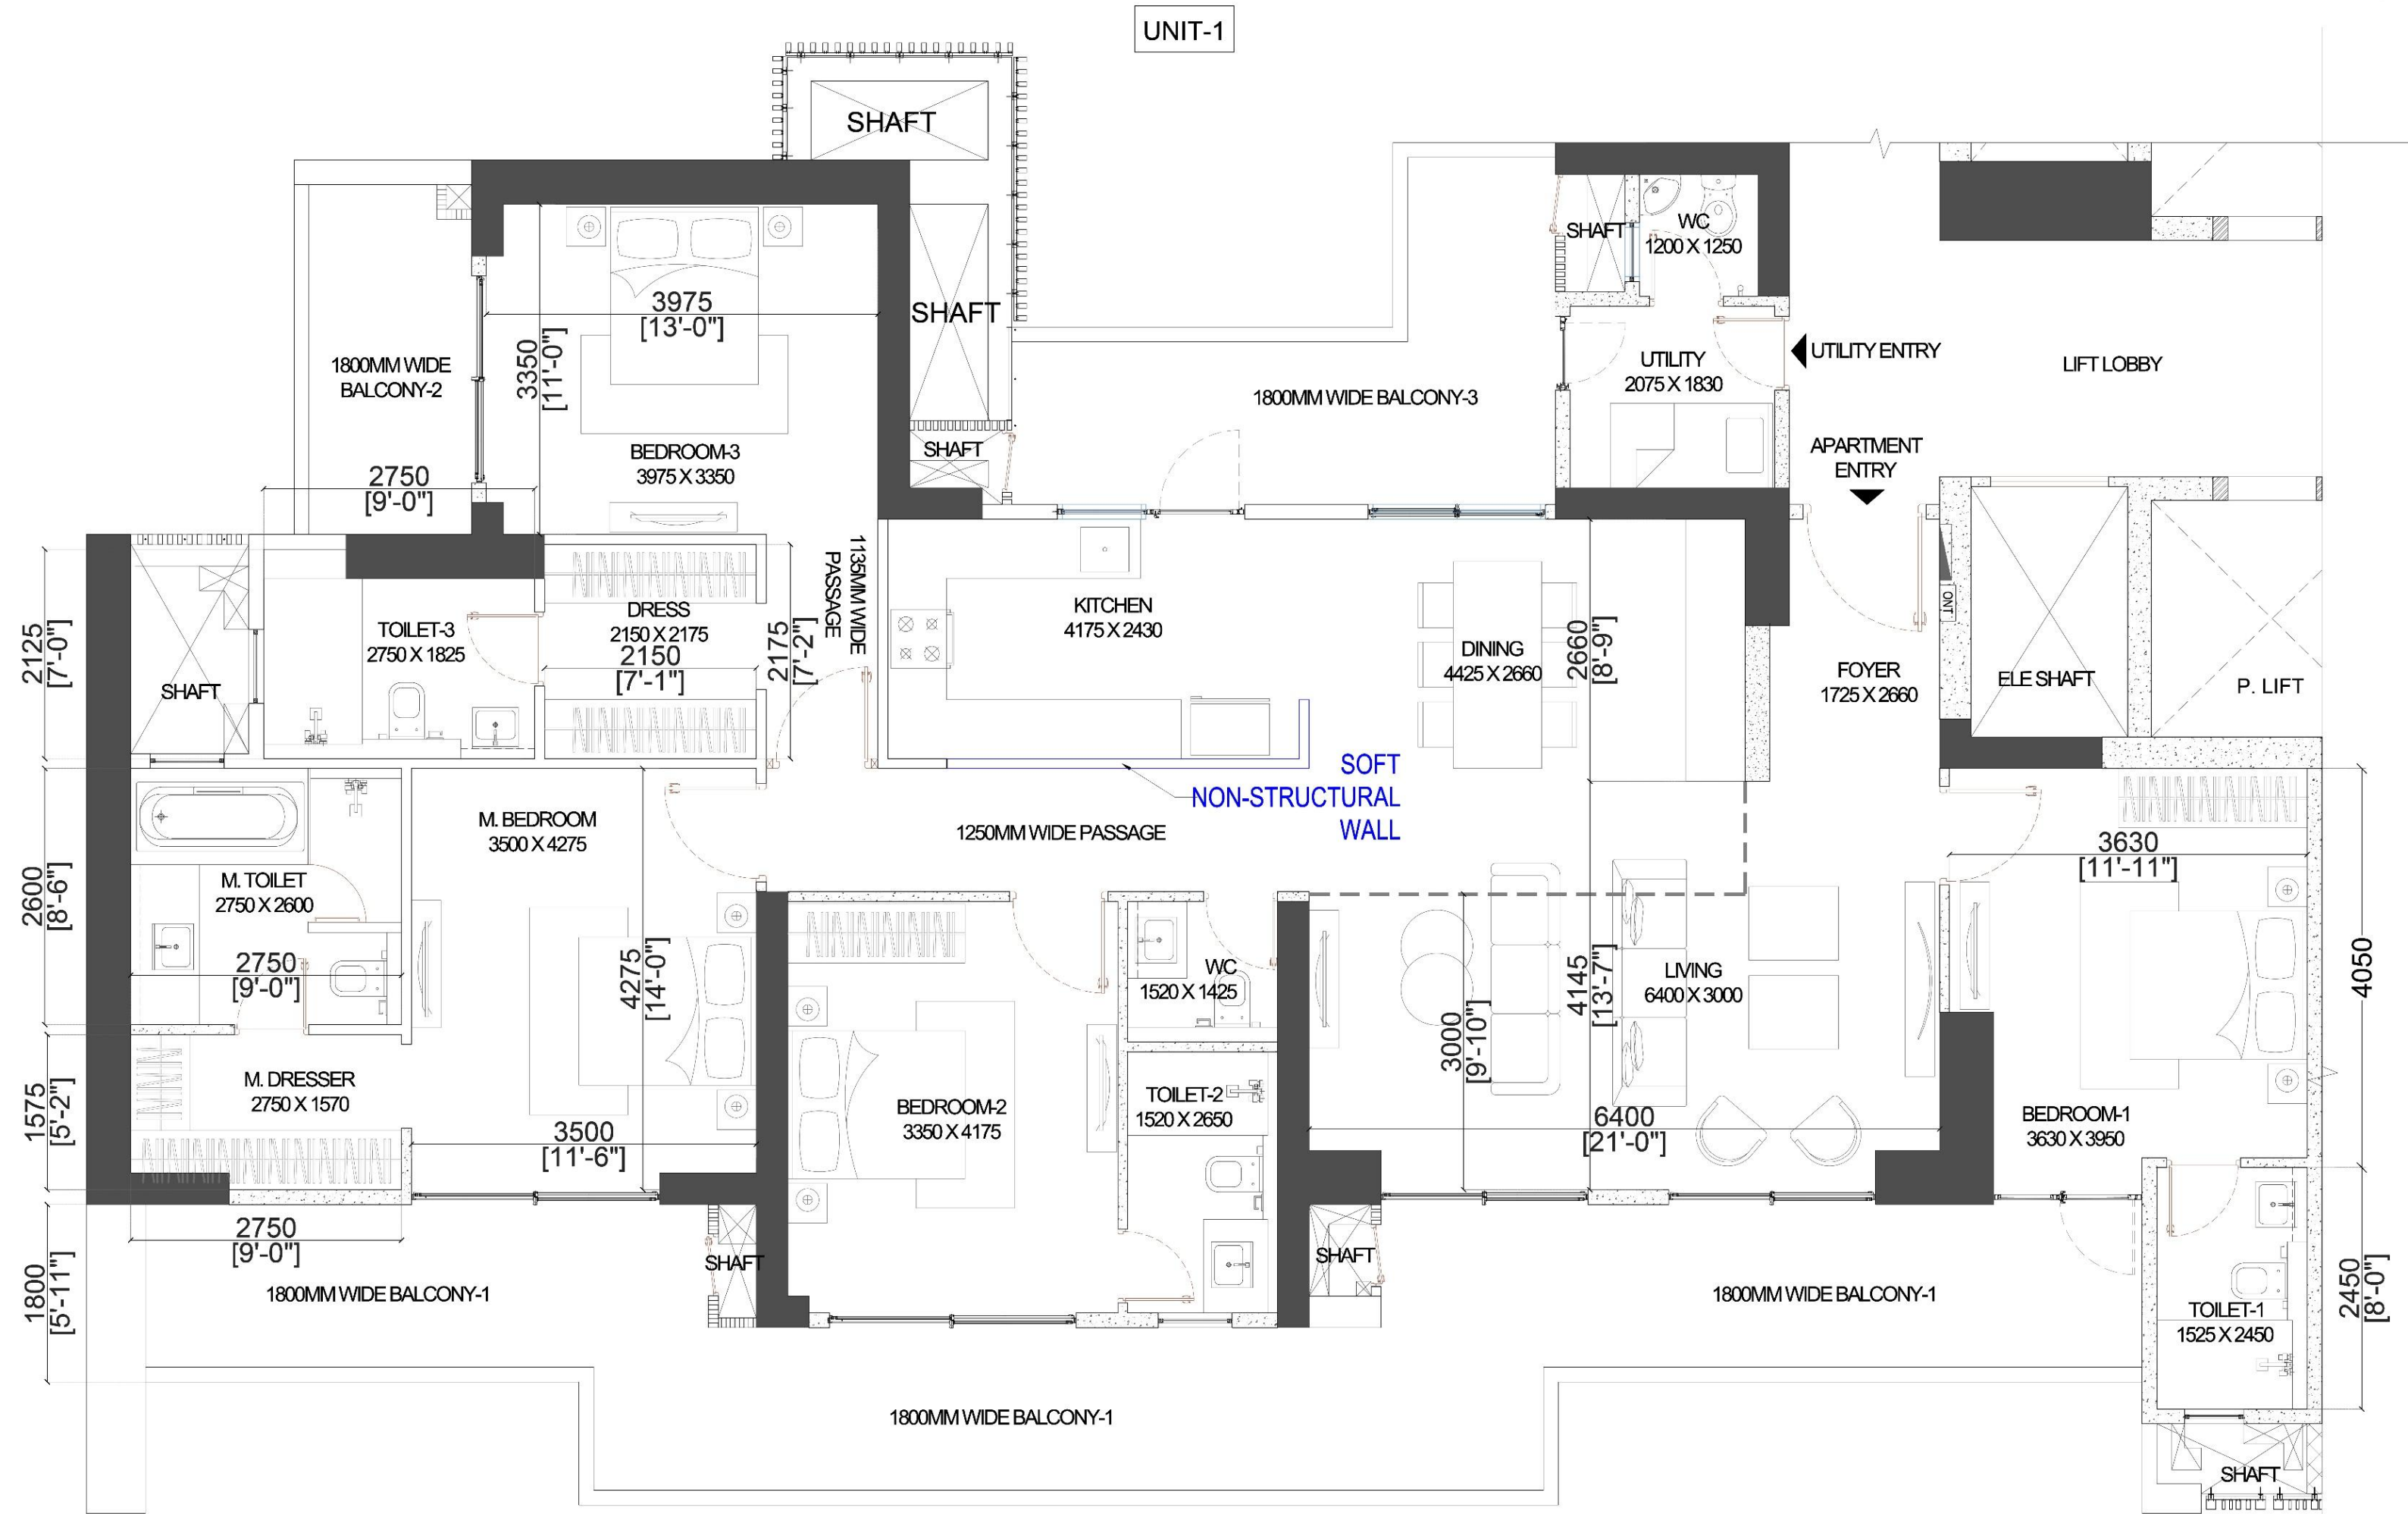 UNIT-1
SHAFT
SHAFT
SHAFT
SHAFT
WC
1200 X 1250
UTILITY
2075 X 1830
UTILITY ENTRY
LIFT LOBBY
APARTMENT
ENTRY
1800MM WIDE
BALCONY-2
3975
[13'-0"]
3350
[11'-0"]
BEDROOM-3
3975 X 3350
1800MM WIDE BALCONY-3
2750
[9'-0"]
2125
[7'-0"]
SHAFT
TOILET-3
2750 X 1825
DRESS
2150 X 2175
2150
[7'-1"]
2175
[7'-2"]
1135MM WIDE
PASSAGE
KITCHEN
4175 X 2430
DINING
4425 X 2660
2660
[8'-9"]
FOYER
1725 X 2660
ONT
ELE SHAFT
P. LIFT
SOFT
NON-STRUCTURAL
WALL
1250MM WIDE PASSAGE
M. BEDROOM
3500 X 4275
M. TOILET
2750 X 2600
2600
[8'-6"]
2750
[9'-0"]
4275
[14'-0"]
WC
1520 X 1425
LIVING
6400 X 3000
4145
[13'-7"]
3000
[9'-10"]
3630
[11'-11"]
4050
M. DRESSER
2750 X 1570
1575
[5'-2"]
3500
[11'-6"]
BEDROOM-2
3350 X 4175
TOILET-2
1520 X 2650
6400
[21'-0"]
BEDROOM-1
3630 X 3950
2750
[9'-0"]
1800
[5'-11"]
1800MM WIDE BALCONY-1
SHAFT
SHAFT
1800MM WIDE BALCONY-1
TOILET-1
1525 X 2450
2450
[8'-0"]
1800MM WIDE BALCONY-1
SHAFT